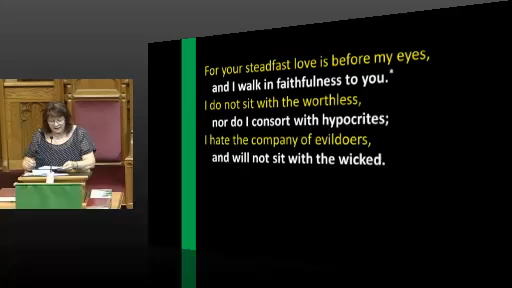 For your steadfast love is before my eyes,
and I walk in faithfulness to you.*
I do not sit with the worthless,
nor do I consort with hypocrites;
I hate the company of evildoers,
and will not sit with the wicked.